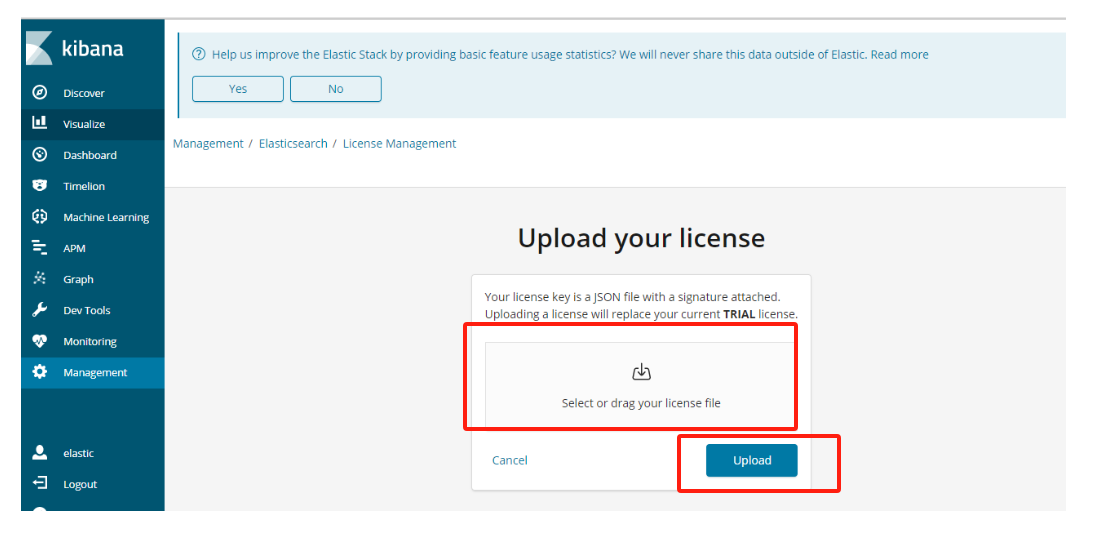 kibana
Discover
Visualize
Dashboard
Timelion
Machine Learning
APM
Graph
Dev Tools
Monitoring
Management
elastic
Logout
Help us improve the Elastic Stack by providing basic feature usage statistics? We will never share this data outside of Elastic. Read more
Yes No
Management / Elasticsearch / License Management
Upload your license
Your license key is a JSON file with a signature attached.
Uploading a license will replace your current TRIAL license.
Select or drag your license file
Cancel Upload